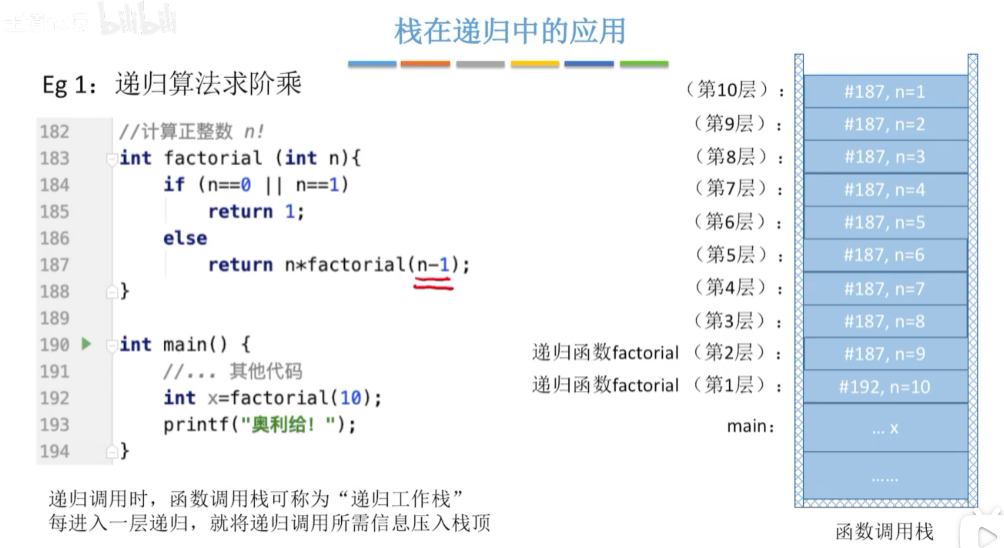 bilibili
栈在递归中的应用
Eg 1：递归算法求阶乘
182 //计算正整数 n!
183 int factorial (int n){
184 if (n==0 || n==1)
185 return 1;
186 else
187 return n*factorial(n-1);
188 }
189
190 int main() {
191 //... 其他代码
192 int x=factorial(10);
193 printf("奥利给！");
194 }
递归调用时，函数调用栈可称为“递归工作栈”
每进入一层递归，就将递归调用所需信息压入栈顶
（第10层）： #187, n=1
（第9层）： #187, n=2
（第8层）： #187, n=3
（第7层）： #187, n=4
（第6层）： #187, n=5
（第5层）： #187, n=6
（第4层）： #187, n=7
（第3层）： #187, n=8
递归函数factorial （第2层）： #187, n=9
递归函数factorial （第1层）： #192, n=10
main： ... x
......
函数调用栈